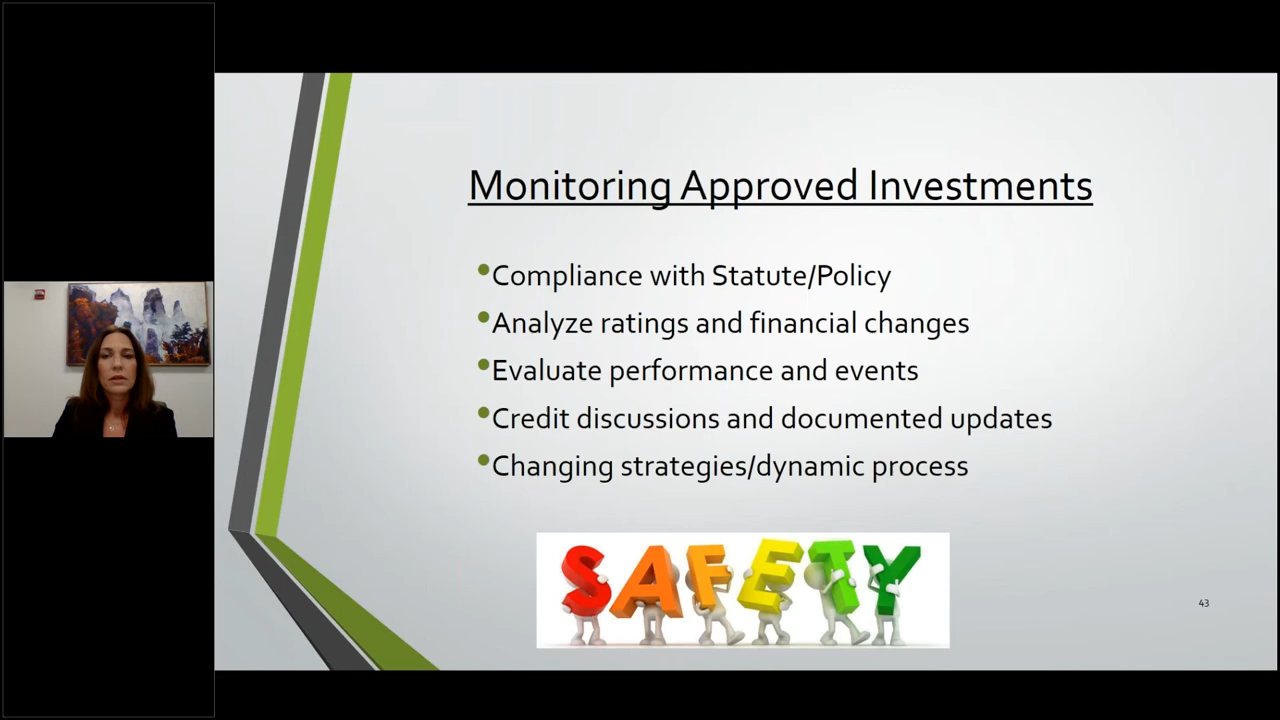 Monitoring Approved Investments
•Compliance with Statute/Policy
•Analyze ratings and financial changes
•Evaluate performance and events
•Credit discussions and documented updates
•Changing strategies/dynamic process
SAFETY
43